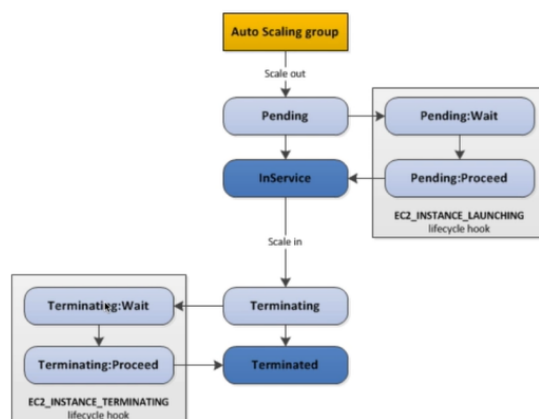 Auto Scaling group
Scale out
Pending
Pending:Wait
InService
Pending:Proceed
EC2_INSTANCE_LAUNCHING
lifecycle hook
Scale in
Terminating:Wait
Terminating
Terminating:Proceed
Terminated
EC2_INSTANCE_TERMINATING
lifecycle hook